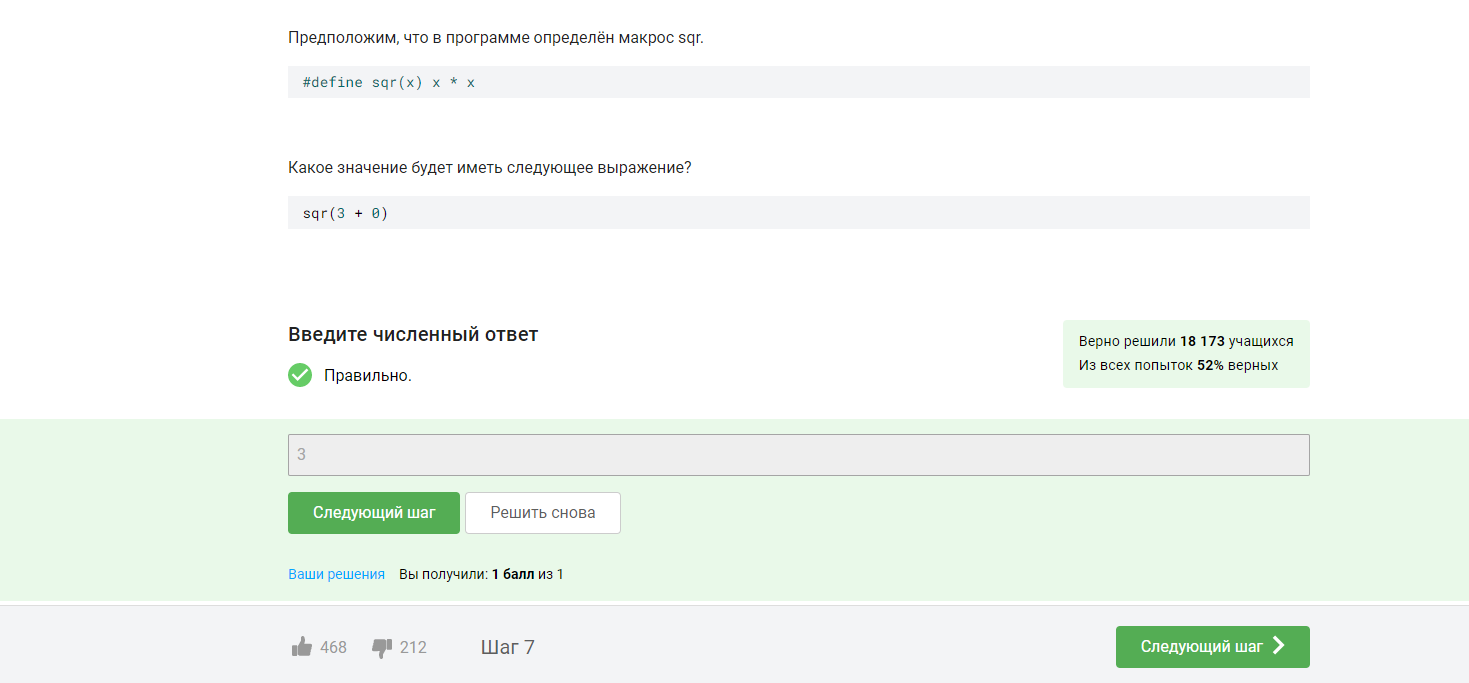 Предположим, что в программе определён макрос sqr.
#define sqr(x) x * x
Какое значение будет иметь следующее выражение?
sqr(3 + 0)
Введите численный ответ
Верно решили 18 173 учащихся
Из всех попыток 52% верных
Правильно.
3
Следующий шаг
Решить снова
Ваши решения Вы получили: 1 балл из 1
468 212 Шаг 7 Следующий шаг